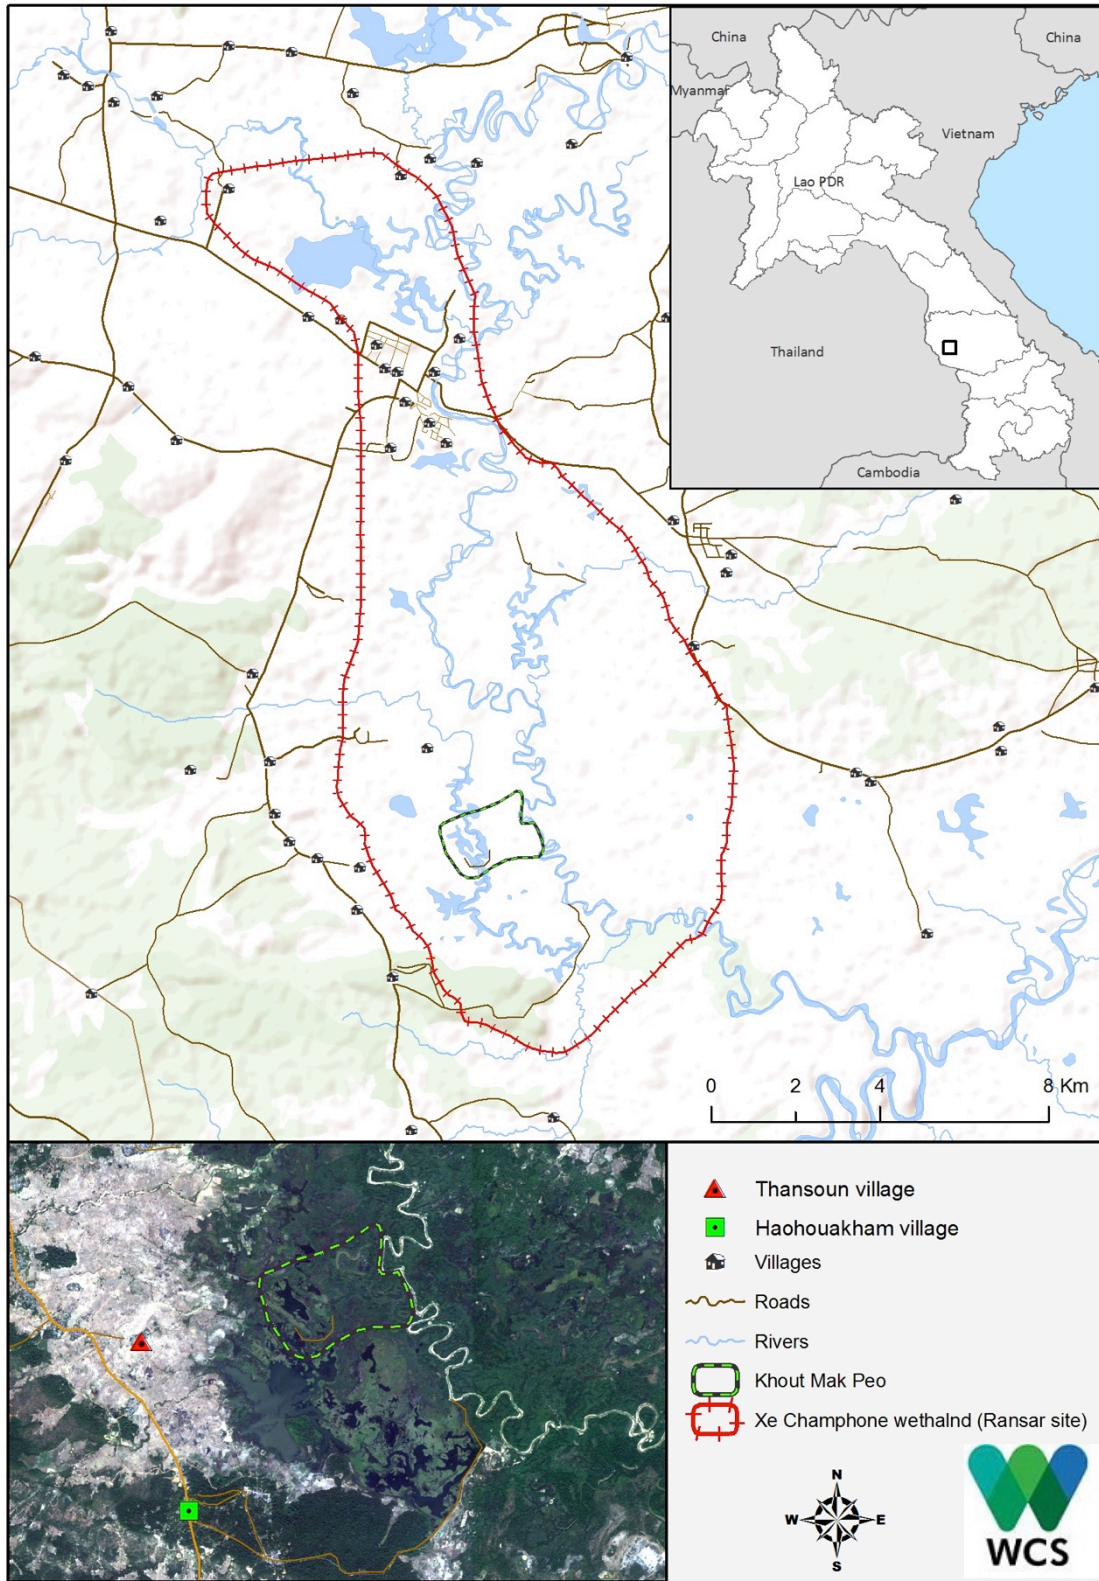 China
China
Myanmar
Vietnam
Lao PDR
Thailand
Cambodia
0 2 4 8 Km
Thansoun village
Haohouakham village
Villages
Roads
Rivers
Khout Mak Peo
Xe Champhone wethalnd (Ransar site)
N
W E
S
WCS